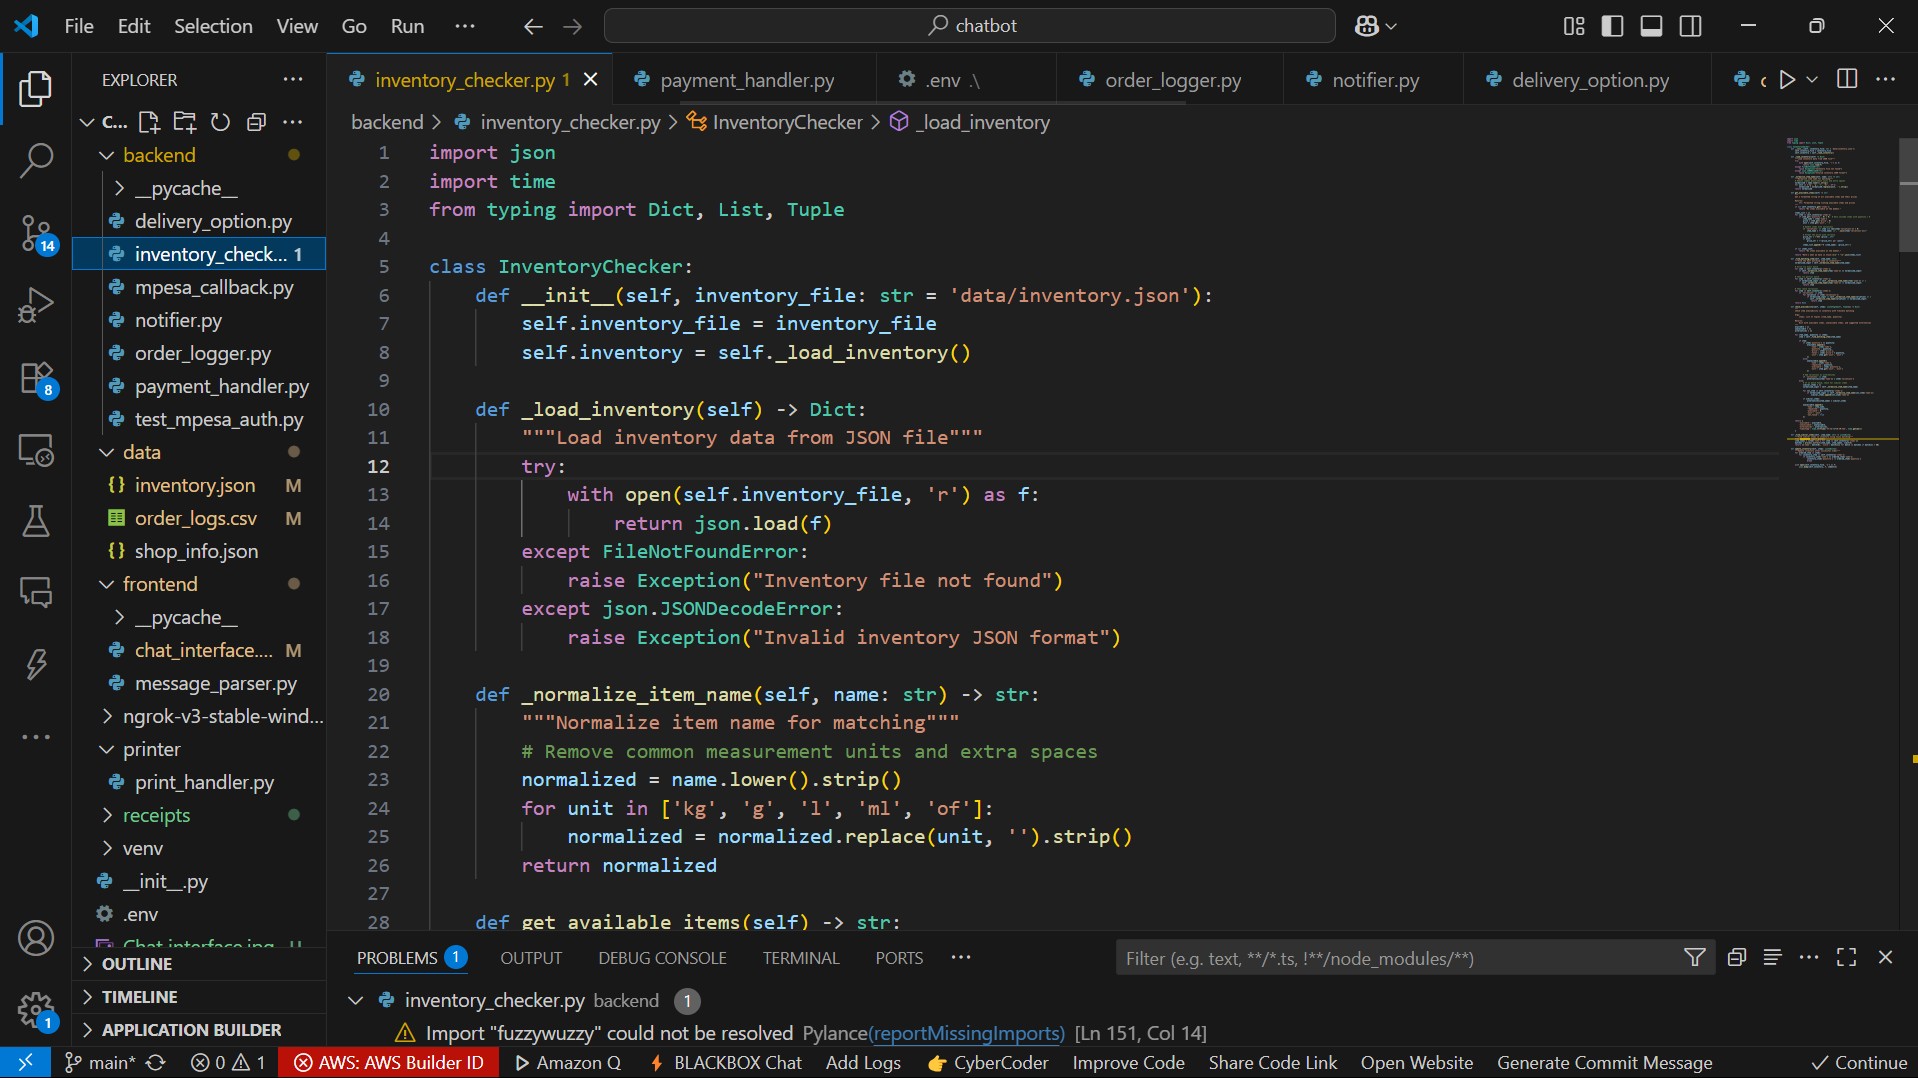 File Edit Selection View Go Run ··· chatbot
EXPLORER ···
C... ···
backend
__pycache__
delivery_option.py
inventory_check... 1
mpesa_callback.py
notifier.py
order_logger.py
payment_handler.py
test_mpesa_auth.py
data
{} inventory.json M
order_logs.csv M
{} shop_info.json
frontend
__pycache__
chat_interface.... M
message_parser.py
ngrok-v3-stable-wind...
printer
print_handler.py
receipts
venv
__init__.py
.env
OUTLINE
TIMELINE
APPLICATION BUILDER
14
8
1
inventory_checker.py 1 payment_handler.py .env .\ order_logger.py notifier.py delivery_option.py
backend > inventory_checker.py > InventoryChecker > _load_inventory
1 import json
2 import time
3 from typing import Dict, List, Tuple
4
5 class InventoryChecker:
6 def __init__(self, inventory_file: str = 'data/inventory.json'):
7 self.inventory_file = inventory_file
8 self.inventory = self._load_inventory()
9
10 def _load_inventory(self) -> Dict:
11 """Load inventory data from JSON file"""
12 try:
13 with open(self.inventory_file, 'r') as f:
14 return json.load(f)
15 except FileNotFoundError:
16 raise Exception("Inventory file not found")
17 except json.JSONDecodeError:
18 raise Exception("Invalid inventory JSON format")
19
20 def _normalize_item_name(self, name: str) -> str:
21 """Normalize item name for matching"""
22 # Remove common measurement units and extra spaces
23 normalized = name.lower().strip()
24 for unit in ['kg', 'g', 'l', 'ml', 'of']:
25 normalized = normalized.replace(unit, '').strip()
26 return normalized
27
28 def get_available_items(self) -> str:
PROBLEMS 1 OUTPUT DEBUG CONSOLE TERMINAL PORTS ··· Filter (e.g. text, **/*.ts, !**/node_modules/**) ···
inventory_checker.py backend 1
Import "fuzzywuzzy" could not be resolved Pylance(reportMissingImports) [Ln 151, Col 14]
main* 0 1 AWS: AWS Builder ID Amazon Q BLACKBOX Chat Add Logs CyberCoder Improve Code Share Code Link Open Website Generate Commit Message Continue